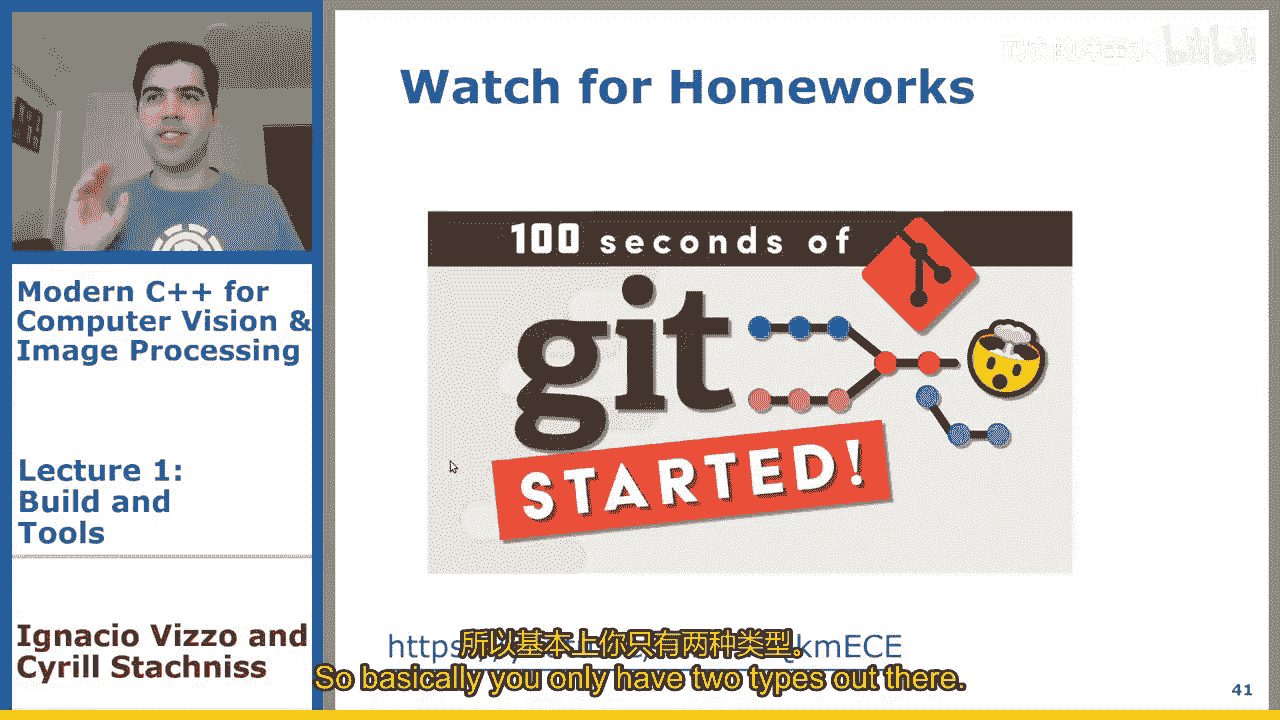 Watch for Homeworks
100 seconds of
git
STARTED!
Modern C++ for
Computer Vision &
Image Processing
Lecture 1:
Build and
Tools
Ignacio Vizzo and
Cyrill Stachniss
所以基本上你只有两种类型。
So basically you only have two types out there.
41
bilibili